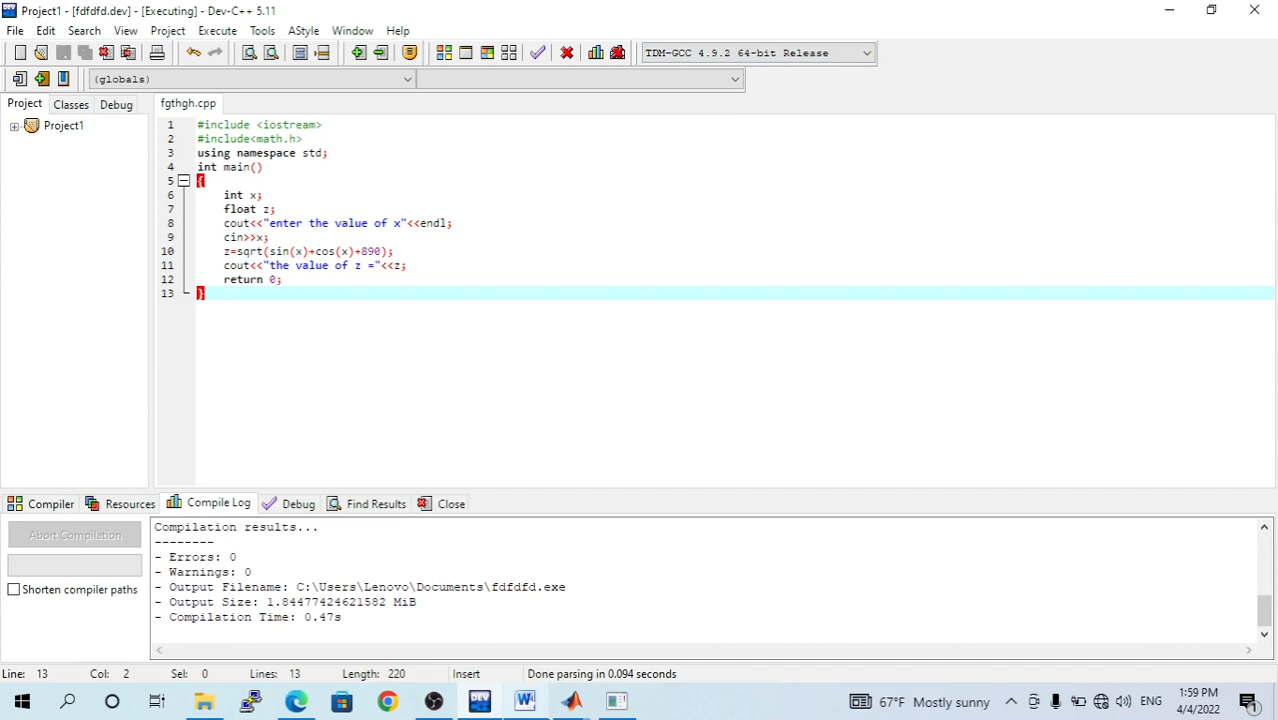 Project1 - [fdfdfd.dev] - [Executing] - Dev-C++ 5.11
File Edit Search View Project Execute Tools AStyle Window Help
TDM-GCC 4.9.2 64-bit Release
(globals)
Project Classes Debug fgthgh.cpp
Project1
1 #include <iostream>
2 #include<math.h>
3 using namespace std;
4 int main()
5 {
6 int x;
7 float z;
8 cout<<"enter the value of x"<<endl;
9 cin>>x;
10 z=sqrt(sin(x)+cos(x)+890);
11 cout<<"the value of z ="<<z;
12 return 0;
13 }
Compiler Resources Compile Log Debug Find Results Close
Abort Compilation
Shorten compiler paths
Compilation results...
--------
- Errors: 0
- Warnings: 0
- Output Filename: C:\Users\Lenovo\Documents\fdfdfd.exe
- Output Size: 1.84477424621582 MiB
- Compilation Time: 0.47s
Line: 13 Col: 2 Sel: 0 Lines: 13 Length: 220 Insert Done parsing in 0.094 seconds
DEV
67°F Mostly sunny ENG 1:59 PM
4/4/2022
1